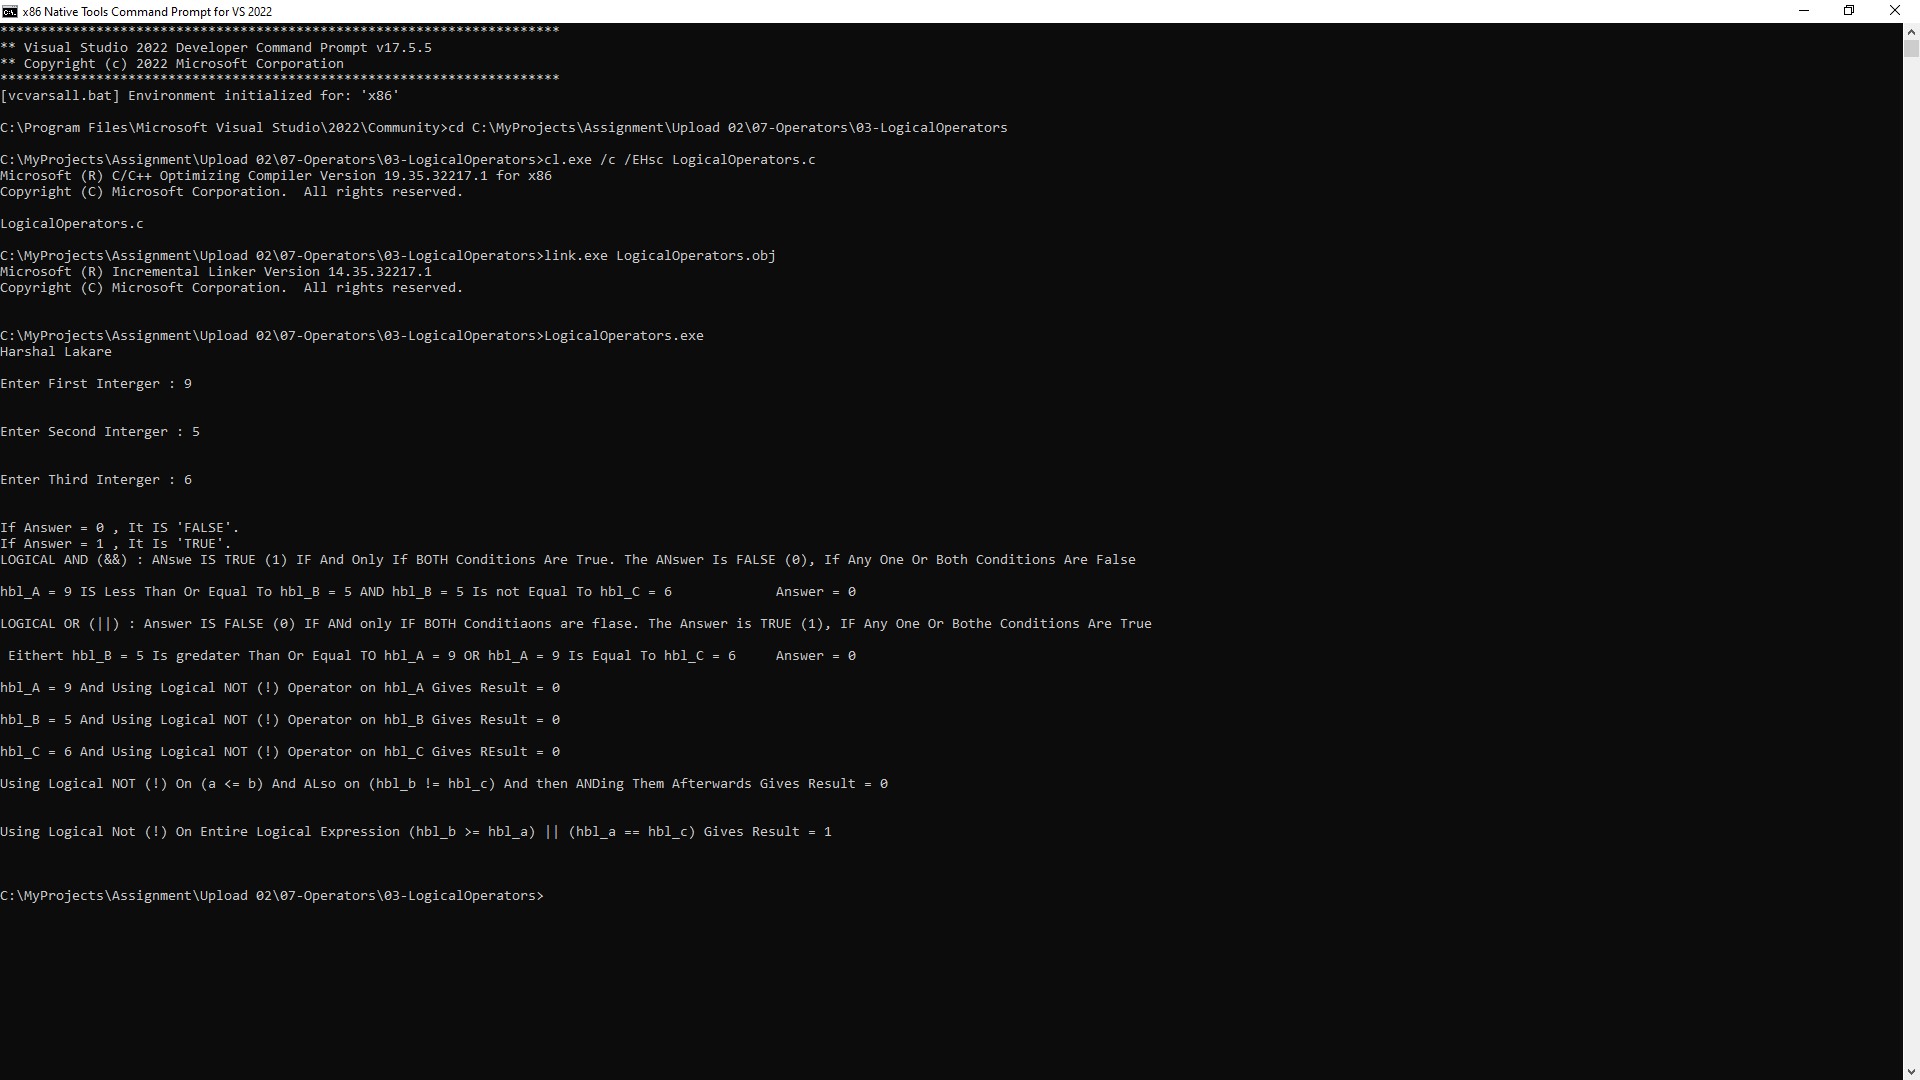 x86 Native Tools Command Prompt for VS 2022
**********************************************************************
** Visual Studio 2022 Developer Command Prompt v17.5.5
** Copyright (c) 2022 Microsoft Corporation
**********************************************************************
[vcvarsall.bat] Environment initialized for: 'x86'
C:\Program Files\Microsoft Visual Studio\2022\Community>cd C:\MyProjects\Assignment\Upload 02\07-Operators\03-LogicalOperators
C:\MyProjects\Assignment\Upload 02\07-Operators\03-LogicalOperators>cl.exe /c /EHsc LogicalOperators.c
Microsoft (R) C/C++ Optimizing Compiler Version 19.35.32217.1 for x86
Copyright (C) Microsoft Corporation.  All rights reserved.
LogicalOperators.c
C:\MyProjects\Assignment\Upload 02\07-Operators\03-LogicalOperators>link.exe LogicalOperators.obj
Microsoft (R) Incremental Linker Version 14.35.32217.1
Copyright (C) Microsoft Corporation.  All rights reserved.
C:\MyProjects\Assignment\Upload 02\07-Operators\03-LogicalOperators>LogicalOperators.exe
Harshal Lakare
Enter First Interger : 9
Enter Second Interger : 5
Enter Third Interger : 6
If Answer = 0 , It IS 'FALSE'.
If Answer = 1 , It Is 'TRUE'.
LOGICAL AND (&&) : ANswe IS TRUE (1) IF And Only If BOTH Conditions Are True. The ANswer Is FALSE (0), If Any One Or Both Conditions Are False
hbl_A = 9 IS Less Than Or Equal To hbl_B = 5 AND hbl_B = 5 Is not Equal To hbl_C = 6             Answer = 0
LOGICAL OR (||) : Answer IS FALSE (0) IF ANd only IF BOTH Conditiaons are flase. The Answer is TRUE (1), IF Any One Or Bothe Conditions Are True
Eithert hbl_B = 5 Is gredater Than Or Equal TO hbl_A = 9 OR hbl_A = 9 Is Equal To hbl_C = 6     Answer = 0
hbl_A = 9 And Using Logical NOT (!) Operator on hbl_A Gives Result = 0
hbl_B = 5 And Using Logical NOT (!) Operator on hbl_B Gives Result = 0
hbl_C = 6 And Using Logical NOT (!) Operator on hbl_C Gives REsult = 0
Using Logical NOT (!) On (a <= b) And ALso on (hbl_b != hbl_c) And then ANDing Them Afterwards Gives Result = 0
Using Logical Not (!) On Entire Logical Expression (hbl_b >= hbl_a) || (hbl_a == hbl_c) Gives Result = 1
C:\MyProjects\Assignment\Upload 02\07-Operators\03-LogicalOperators>